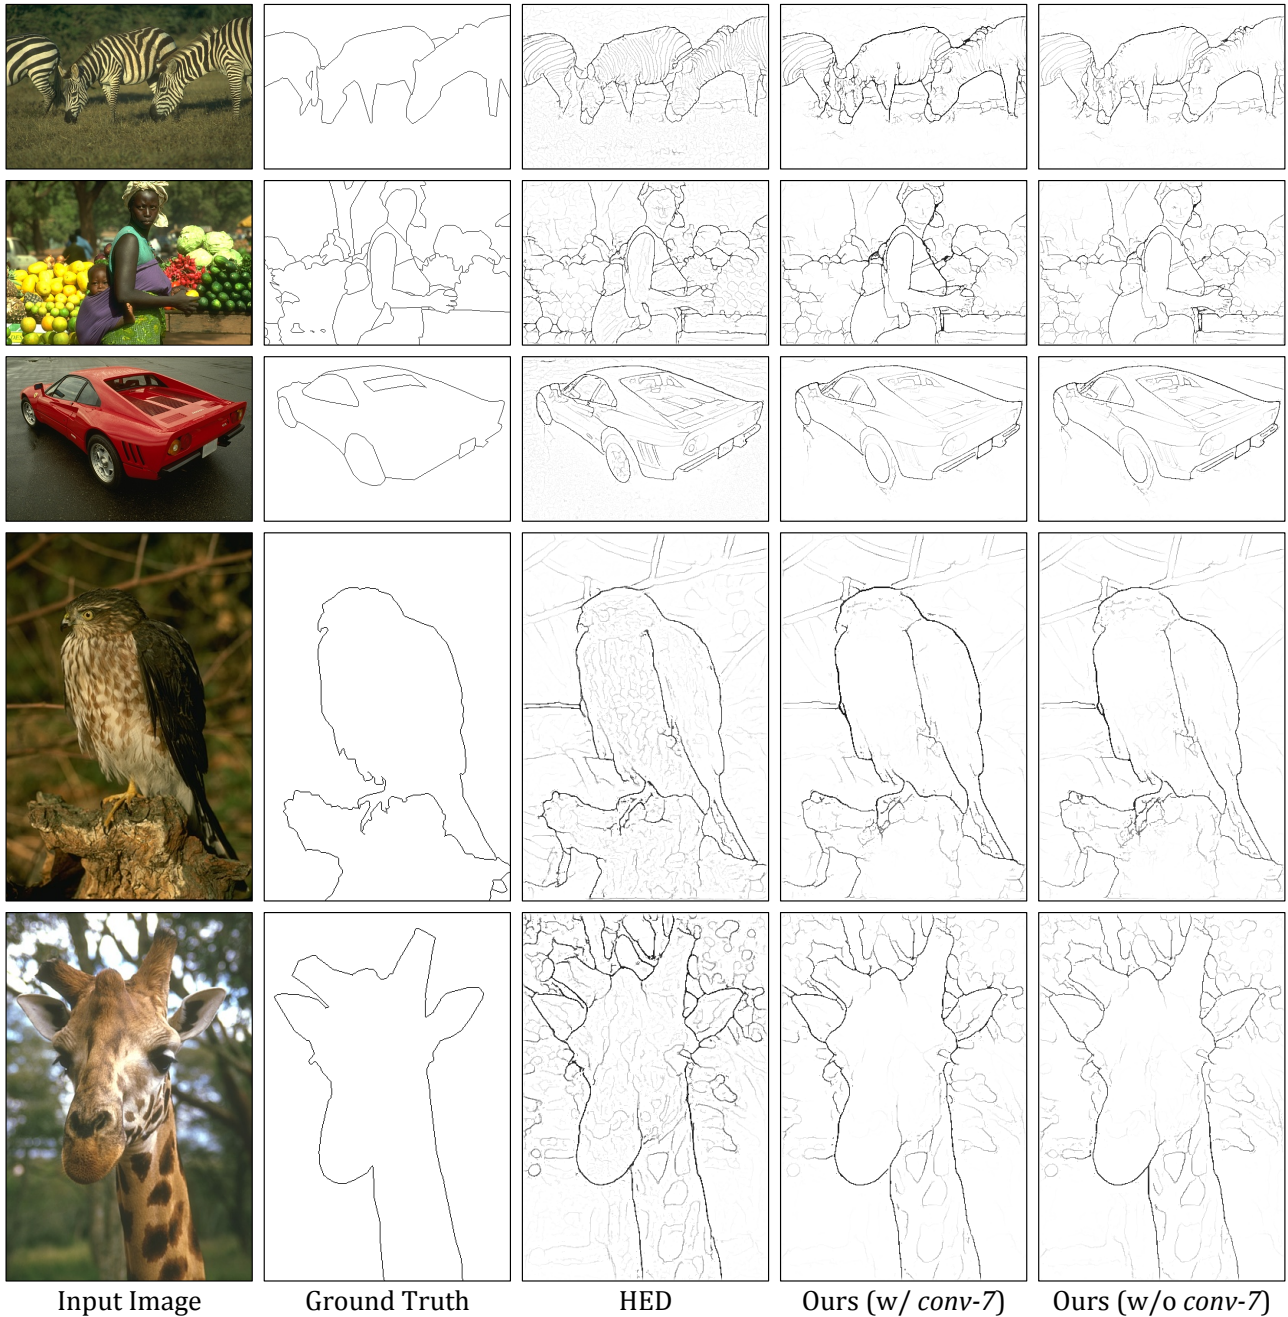 Input Image
Ground Truth
HED
Ours (w/ conv-7)
Ours (w/o conv-7)